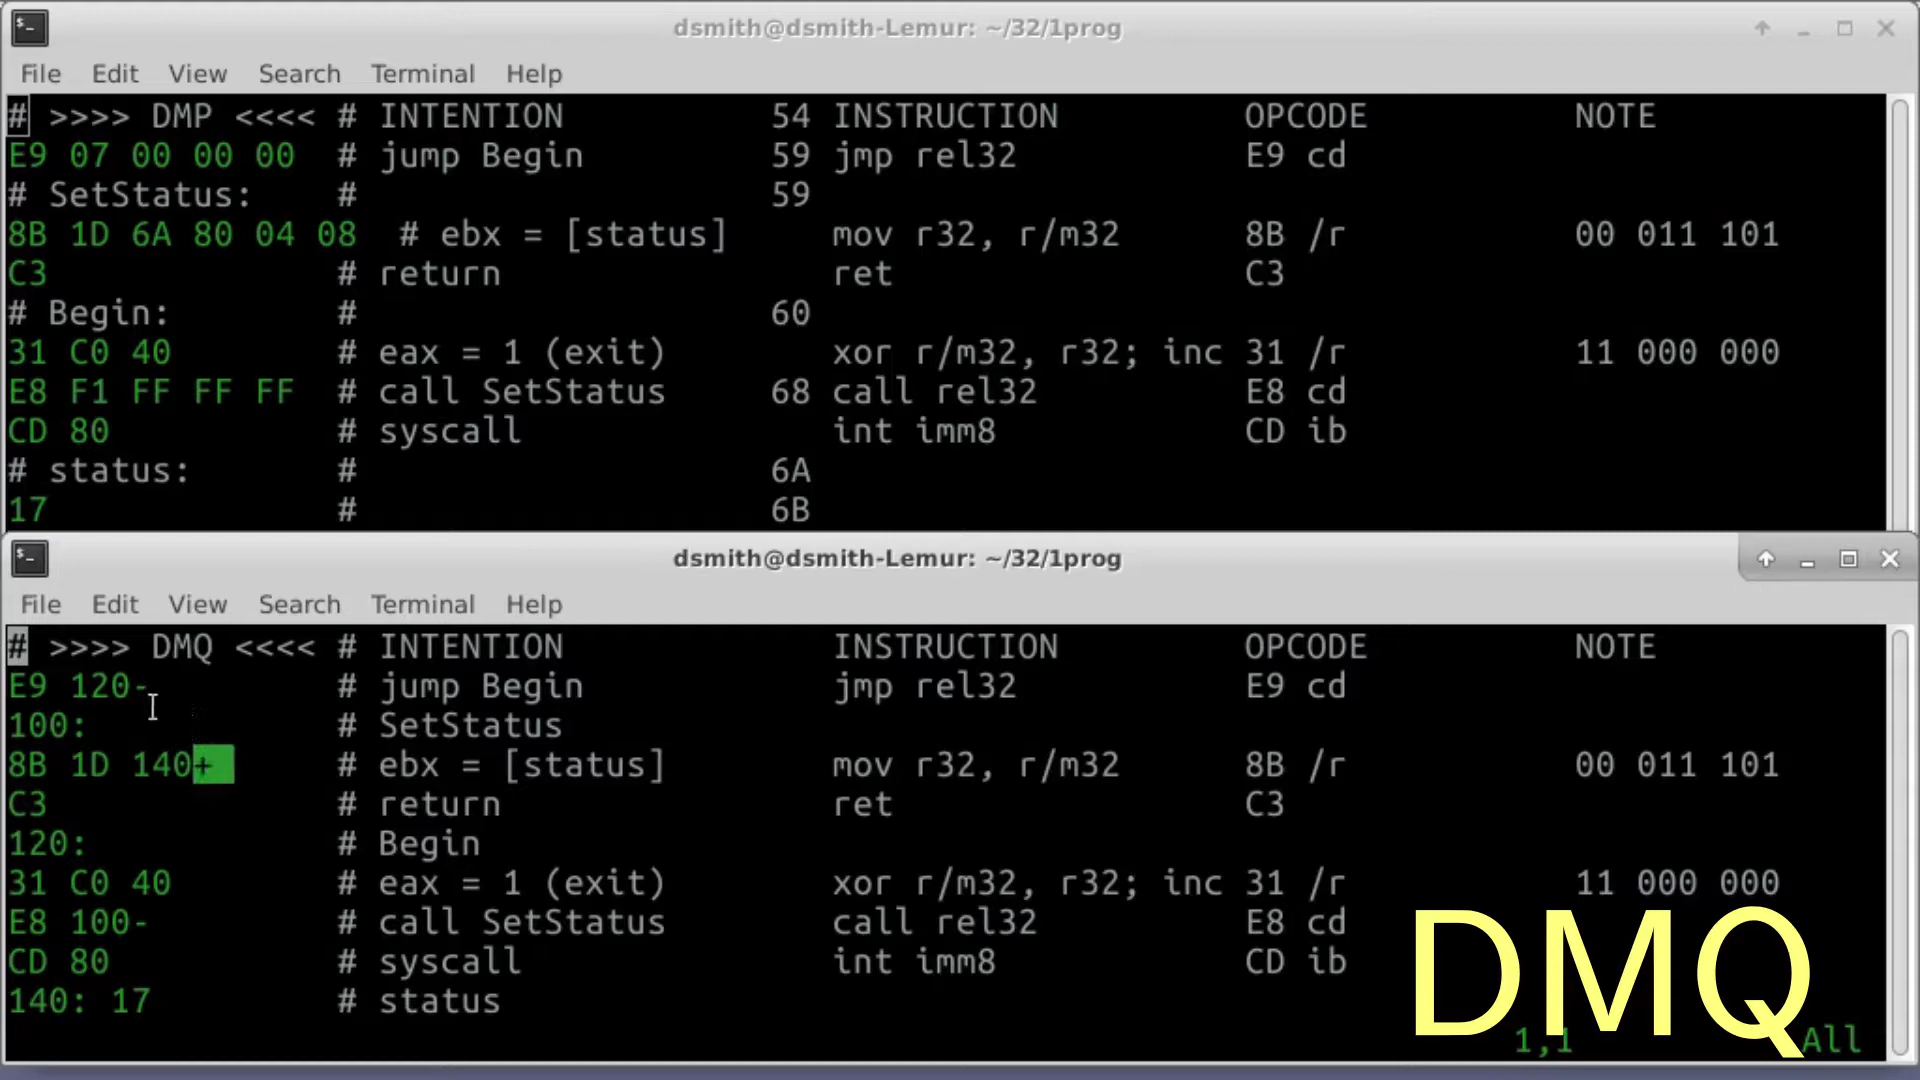 dsmith@dsmith-Lemur: ~/32/1prog
File Edit View Search Terminal Help
# >>>> DMP <<<< # INTENTION 54 INSTRUCTION OPCODE NOTE
E9 07 00 00 00 # jump Begin 59 jmp rel32 E9 cd
# SetStatus: # 59
8B 1D 6A 80 04 08 # ebx = [status] mov r32, r/m32 8B /r 00 011 101
C3 # return ret C3
# Begin: # 60
31 C0 40 # eax = 1 (exit) xor r/m32, r32; inc 31 /r 11 000 000
E8 F1 FF FF FF # call SetStatus 68 call rel32 E8 cd
CD 80 # syscall int imm8 CD ib
# status: # 6A
17 # 6B
dsmith@dsmith-Lemur: ~/32/1prog
File Edit View Search Terminal Help
# >>>> DMQ <<<< # INTENTION INSTRUCTION OPCODE NOTE
E9 120- # jump Begin jmp rel32 E9 cd
100: # SetStatus
8B 1D 140+ # ebx = [status] mov r32, r/m32 8B /r 00 011 101
C3 # return ret C3
120: # Begin
31 C0 40 # eax = 1 (exit) xor r/m32, r32; inc 31 /r 11 000 000
E8 100- # call SetStatus call rel32 E8 cd
CD 80 # syscall int imm8 CD ib
140: 17 # status
DMQ
1,1 All